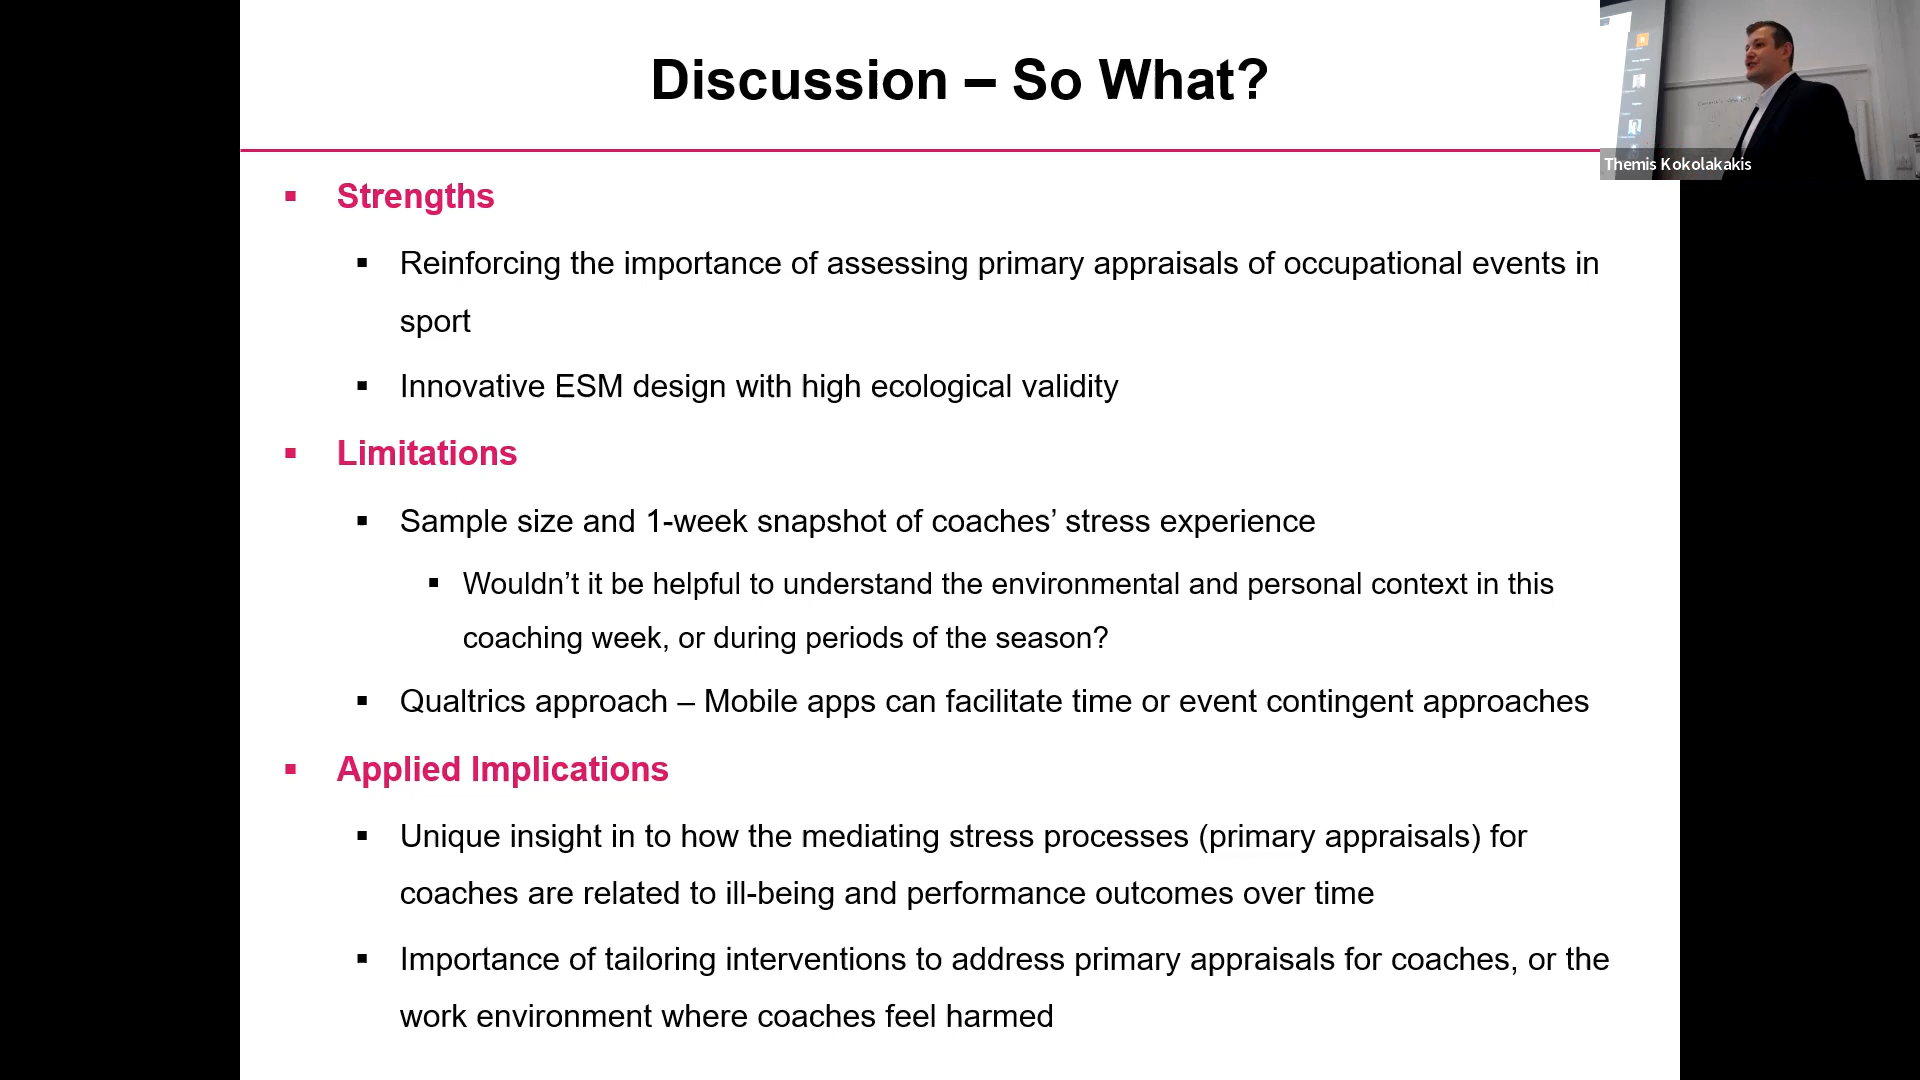 Discussion – So What?
Themis Kokolakakis
▪ Strengths
▪ Reinforcing the importance of assessing primary appraisals of occupational events in
sport
▪ Innovative ESM design with high ecological validity
▪ Limitations
▪ Sample size and 1-week snapshot of coaches’ stress experience
▪ Wouldn’t it be helpful to understand the environmental and personal context in this
coaching week, or during periods of the season?
▪ Qualtrics approach – Mobile apps can facilitate time or event contingent approaches
▪ Applied Implications
▪ Unique insight in to how the mediating stress processes (primary appraisals) for
coaches are related to ill-being and performance outcomes over time
▪ Importance of tailoring interventions to address primary appraisals for coaches, or the
work environment where coaches feel harmed